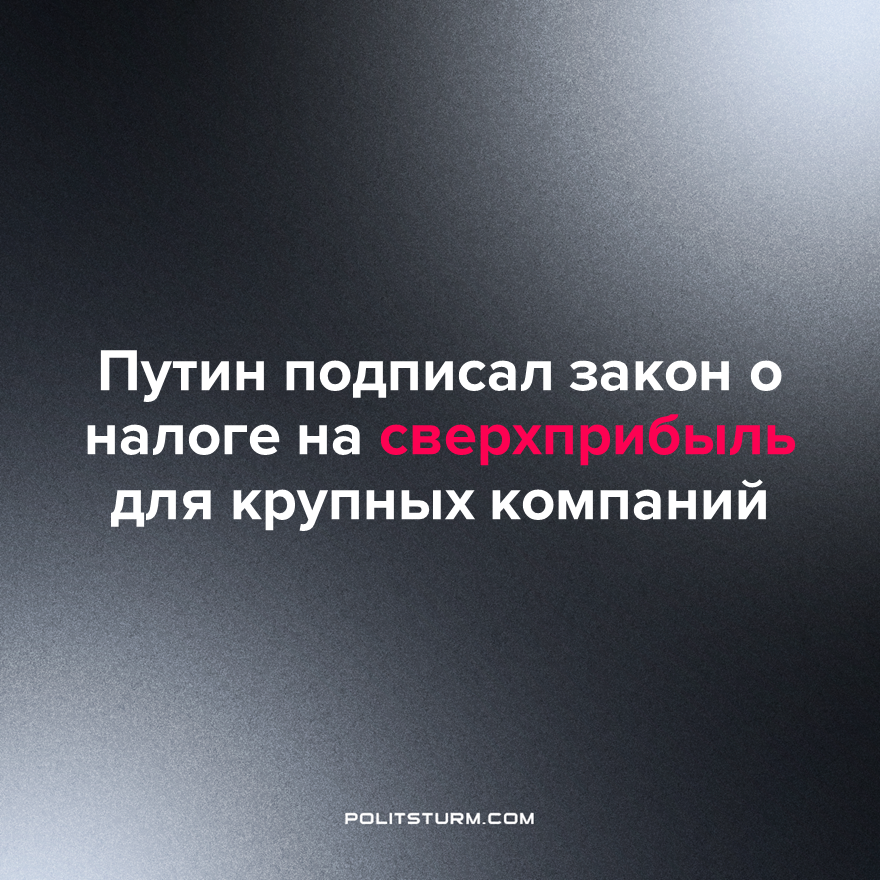 Путин подписал закон о
налоге на сверхприбыль
для крупных компаний
POLITSTURM.COM